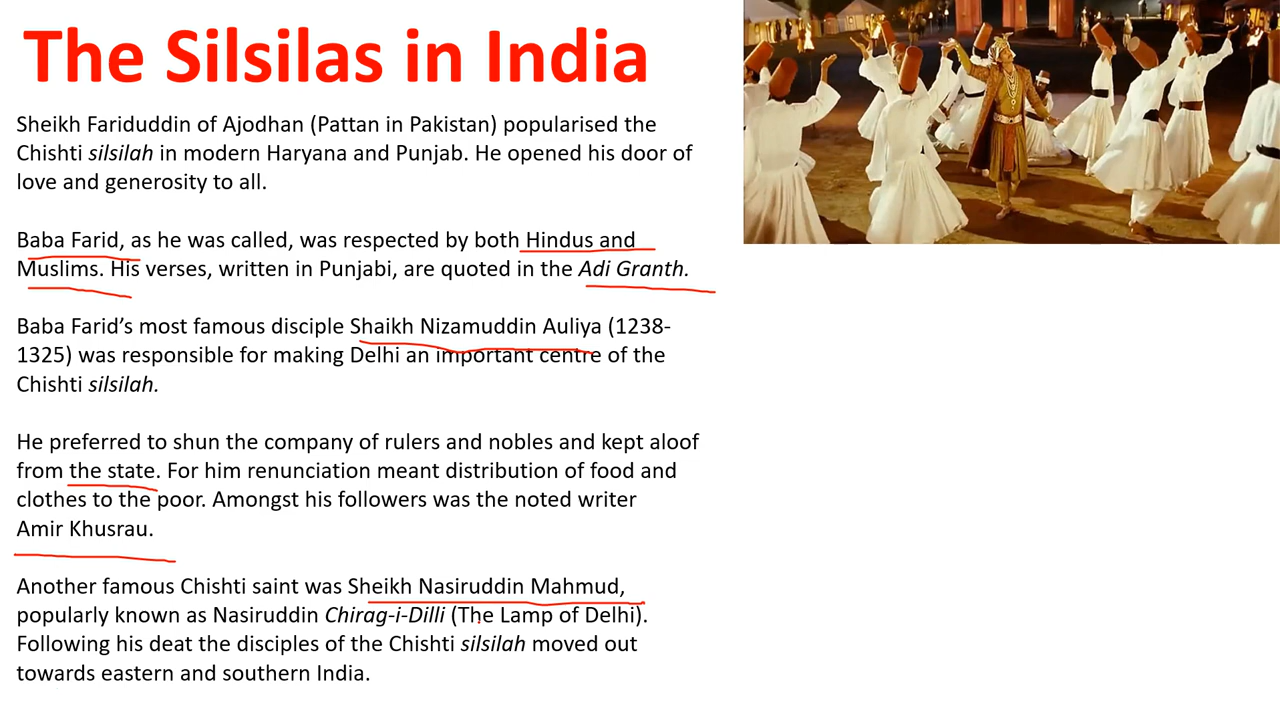 The Silsilas in India
Sheikh Fariduddin of Ajodhan (Pattan in Pakistan) popularised the
Chishti silsilah in modern Haryana and Punjab. He opened his door of
love and generosity to all.
Baba Farid, as he was called, was respected by both Hindus and
Muslims. His verses, written in Punjabi, are quoted in the Adi Granth.
Baba Farid’s most famous disciple Shaikh Nizamuddin Auliya (1238-
1325) was responsible for making Delhi an important centre of the
Chishti silsilah.
He preferred to shun the company of rulers and nobles and kept aloof
from the state. For him renunciation meant distribution of food and
clothes to the poor. Amongst his followers was the noted writer
Amir Khusrau.
Another famous Chishti saint was Sheikh Nasiruddin Mahmud,
popularly known as Nasiruddin Chirag-i-Dilli (The Lamp of Delhi).
Following his deat the disciples of the Chishti silsilah moved out
towards eastern and southern India.